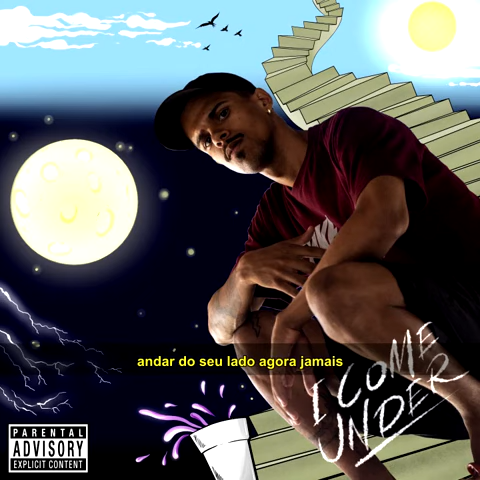 andar do seu lado agora jamais
I COME
UNDER
PARENTAL
ADVISORY
EXPLICIT CONTENT